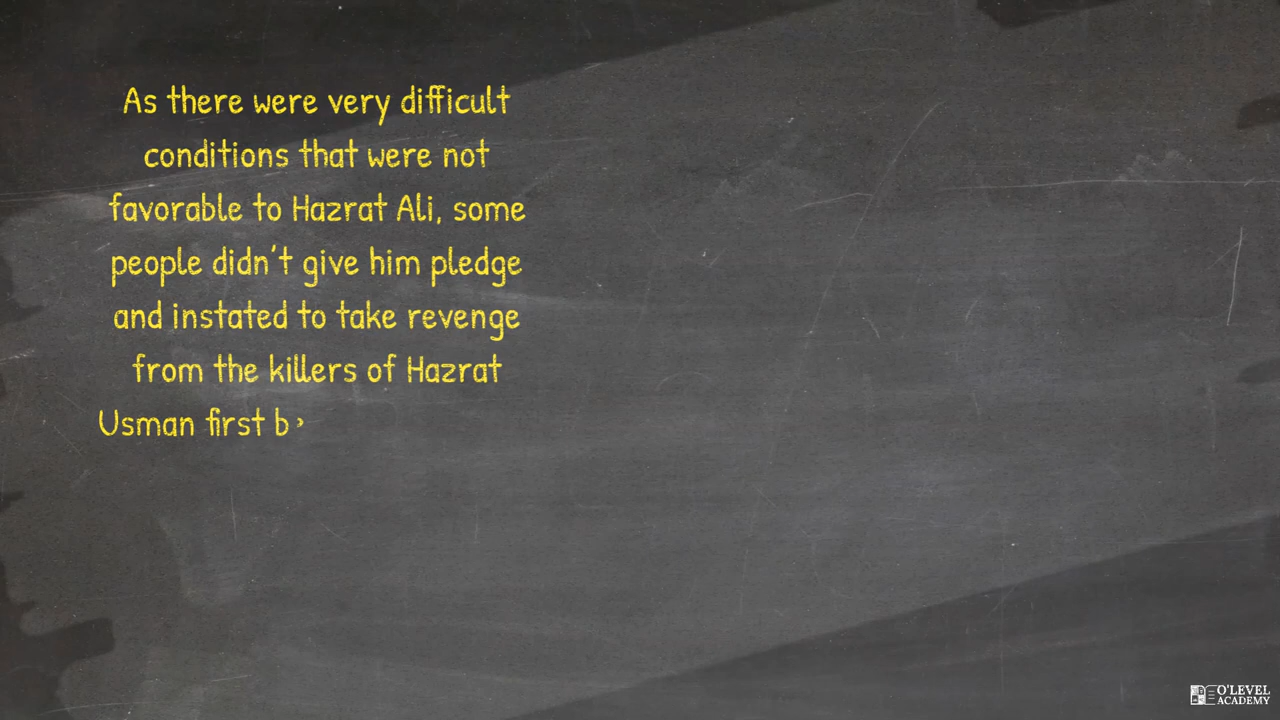 As there were very difficult
conditions that were not
favorable to Hazrat Ali, some
people didn't give him pledge
and instated to take revenge
from the killers of Hazrat
Usman first b
O'LEVEL
ACADEMY